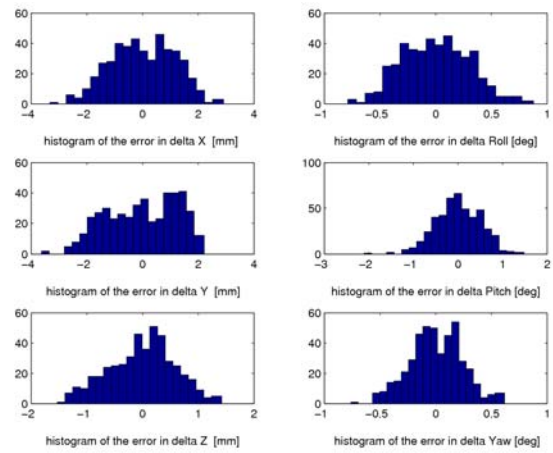 60
40
20
0
-4 -2 0 2 4
histogram of the error in delta X [mm]
60
40
20
0
-1 -0.5 0 0.5 1
histogram of the error in delta Roll [deg]
60
40
20
0
-4 -2 0 2 4
histogram of the error in delta Y [mm]
100
50
0
-3 -2 -1 0 1 2
histogram of the error in delta Pitch [deg]
60
40
20
0
-2 -1 0 1 2
histogram of the error in delta Z [mm]
60
40
20
0
-1 -0.5 0 0.5 1
histogram of the error in delta Yaw [deg]